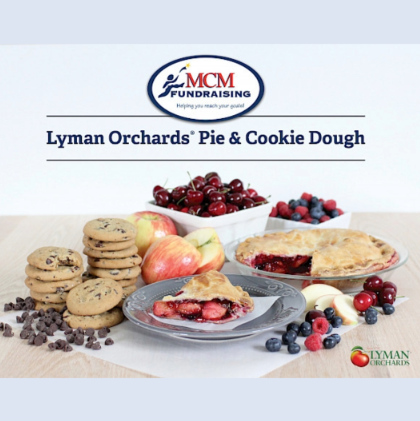 MCM
FUNDRAISING
Helping you reach your goals!
Lyman Orchards® Pie & Cookie Dough
LYMAN
ORCHARDS